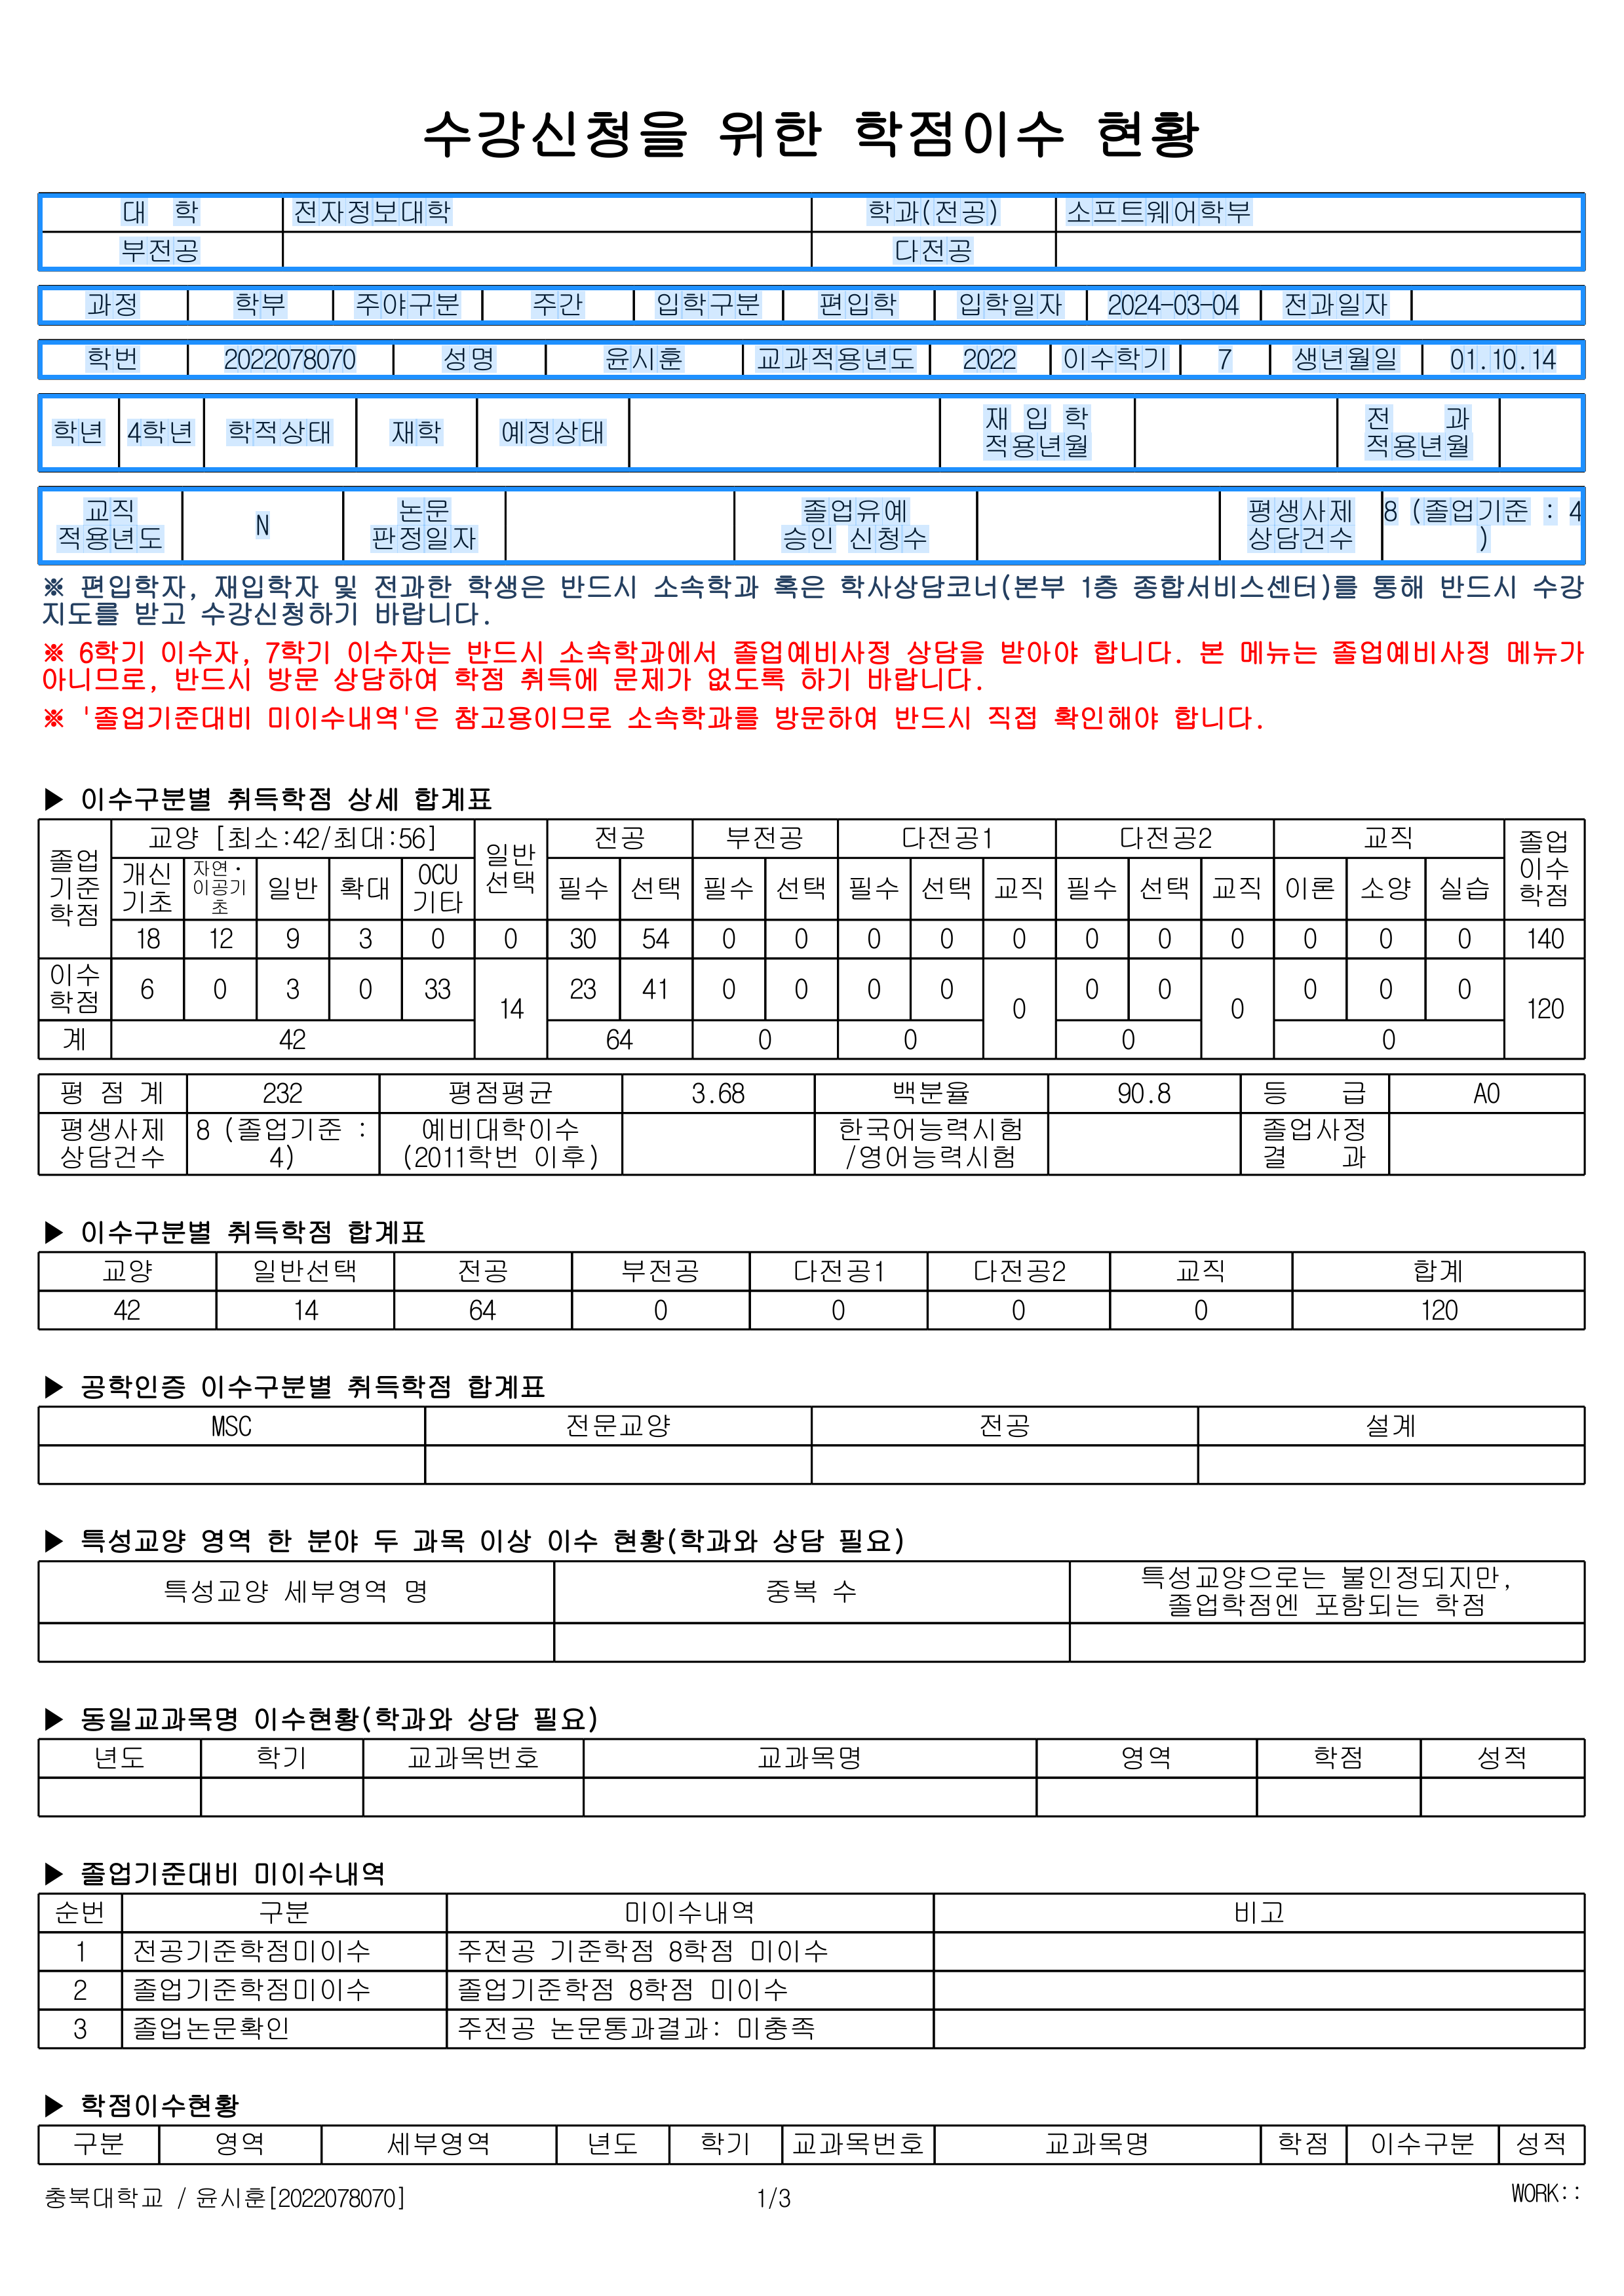 수강신청을 위한 학점이수 현황
대 학 전자정보대학 학과(전공) 소프트웨어학부
부전공 다전공
과정 학부 주야구분 주간 입학구분 편입학 입학일자 2024-03-04 전과일자
학번 2022078070 성명 윤시훈 교과적용년도 2022 이수학기 7 생년월일 01.10.14
학년 4학년 학적상태 재학 예정상태 재 입 학 적용년월 전 과 적용년월
교직 적용년도 N 논문 판정일자 졸업유예 승인 신청수 평생사제 상담건수 8 (졸업기준 : 4)
※ 편입학자, 재입학자 및 전과한 학생은 반드시 소속학과 혹은 학사상담코너(본부 1층 종합서비스센터)를 통해 반드시 수강
지도를 받고 수강신청하기 바랍니다.
※ 6학기 이수자, 7학기 이수자는 반드시 소속학과에서 졸업예비사정 상담을 받아야 합니다. 본 메뉴는 졸업예비사정 메뉴가
아니므로, 반드시 방문 상담하여 학점 취득에 문제가 없도록 하기 바랍니다.
※ '졸업기준대비 미이수내역'은 참고용이므로 소속학과를 방문하여 반드시 직접 확인해야 합니다.
▶ 이수구분별 취득학점 상세 합계표
졸업 기준 학점 교양 [최소:42/최대:56] 일반 선택 전공 부전공 다전공1 다전공2 교직 졸업 이수 학점
개신 기초 자연·이공기초 일반 확대 OCU 기타 필수 선택 필수 선택 필수 선택 교직 필수 선택 교직 이론 소양 실습
18 12 9 3 0 0 30 54 0 0 0 0 0 0 0 0 0 0 0 140
이수 학점 6 0 3 0 33 14 23 41 0 0 0 0 0 0 0 0 0 0 0 120
계 42 64 0 0 0 0
평 점 계 232 평점평균 3.68 백분율 90.8 등 급 A0
평생사제 상담건수 8 (졸업기준 : 4) 예비대학이수 (2011학번 이후) 한국어능력시험 /영어능력시험 졸업사정 결 과
▶ 이수구분별 취득학점 합계표
교양 일반선택 전공 부전공 다전공1 다전공2 교직 합계
42 14 64 0 0 0 0 120
▶ 공학인증 이수구분별 취득학점 합계표
MSC 전문교양 전공 설계
▶ 특성교양 영역 한 분야 두 과목 이상 이수 현황(학과와 상담 필요)
특성교양 세부영역 명 중복 수 특성교양으로는 불인정되지만, 졸업학점엔 포함되는 학점
▶ 동일교과목명 이수현황(학과와 상담 필요)
년도 학기 교과목번호 교과목명 영역 학점 성적
▶ 졸업기준대비 미이수내역
순번 구분 미이수내역 비고
1 전공기준학점미이수 주전공 기준학점 8학점 미이수
2 졸업기준학점미이수 졸업기준학점 8학점 미이수
3 졸업논문확인 주전공 논문통과결과: 미충족
▶ 학점이수현황
구분 영역 세부영역 년도 학기 교과목번호 교과목명 학점 이수구분 성적
충북대학교 / 윤시훈[2022078070] 1/3 WORK::